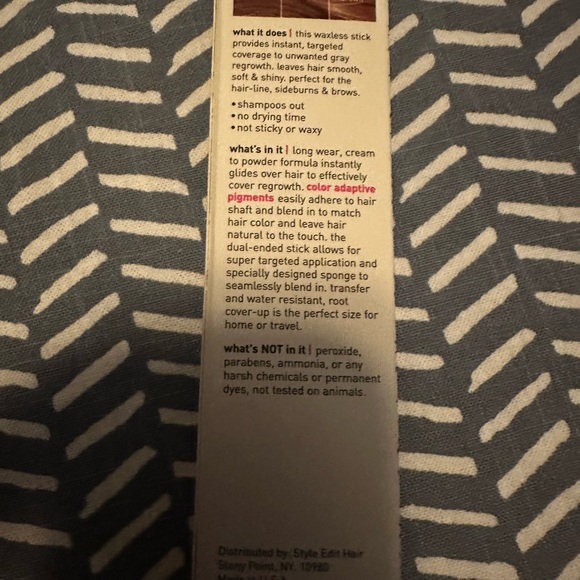 what it does | this waxless stick
provides instant, targeted
coverage to unwanted gray
regrowth. leaves hair smooth,
soft & shiny. perfect for the
hair-line, sideburns & brows.
• shampoos out
• no drying time
• not sticky or waxy
what's in it | long wear, cream
to powder formula instantly
glides over hair to effectively
cover regrowth. color adaptive
pigments easily adhere to hair
shaft and blend in to match
hair color and leave hair
natural to the touch. the
dual-ended stick allows for
super targeted application and
specially designed sponge to
seamlessly blend in. transfer
and water resistant, root
cover-up is the perfect size for
home or travel.
what's NOT in it | peroxide,
parabens, ammonia, or any
harsh chemicals or permanent
dyes, not tested on animals.
Distributed by: Style Edit Hair
Stony Point, NY. 10980
Made in U.S.A